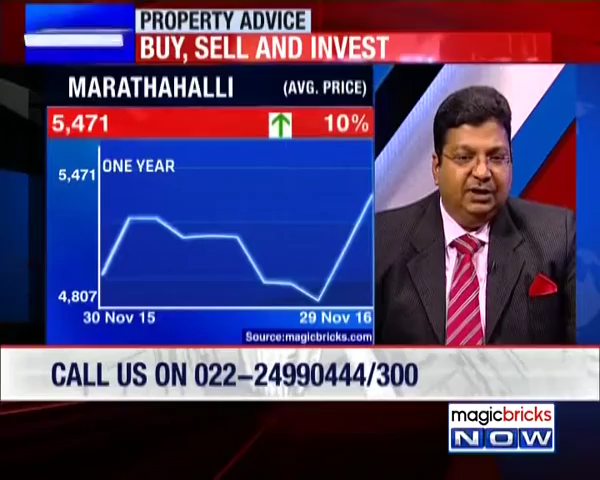 PROPERTY ADVICE
BUY, SELL AND INVEST
MARATHAHALLI (AVG. PRICE)
5,471 10%
5,471 ONE YEAR
4,807
30 Nov 15 29 Nov 16
Source:magicbricks.com
CALL US ON 022–24990444/300
magicbricks
NOW